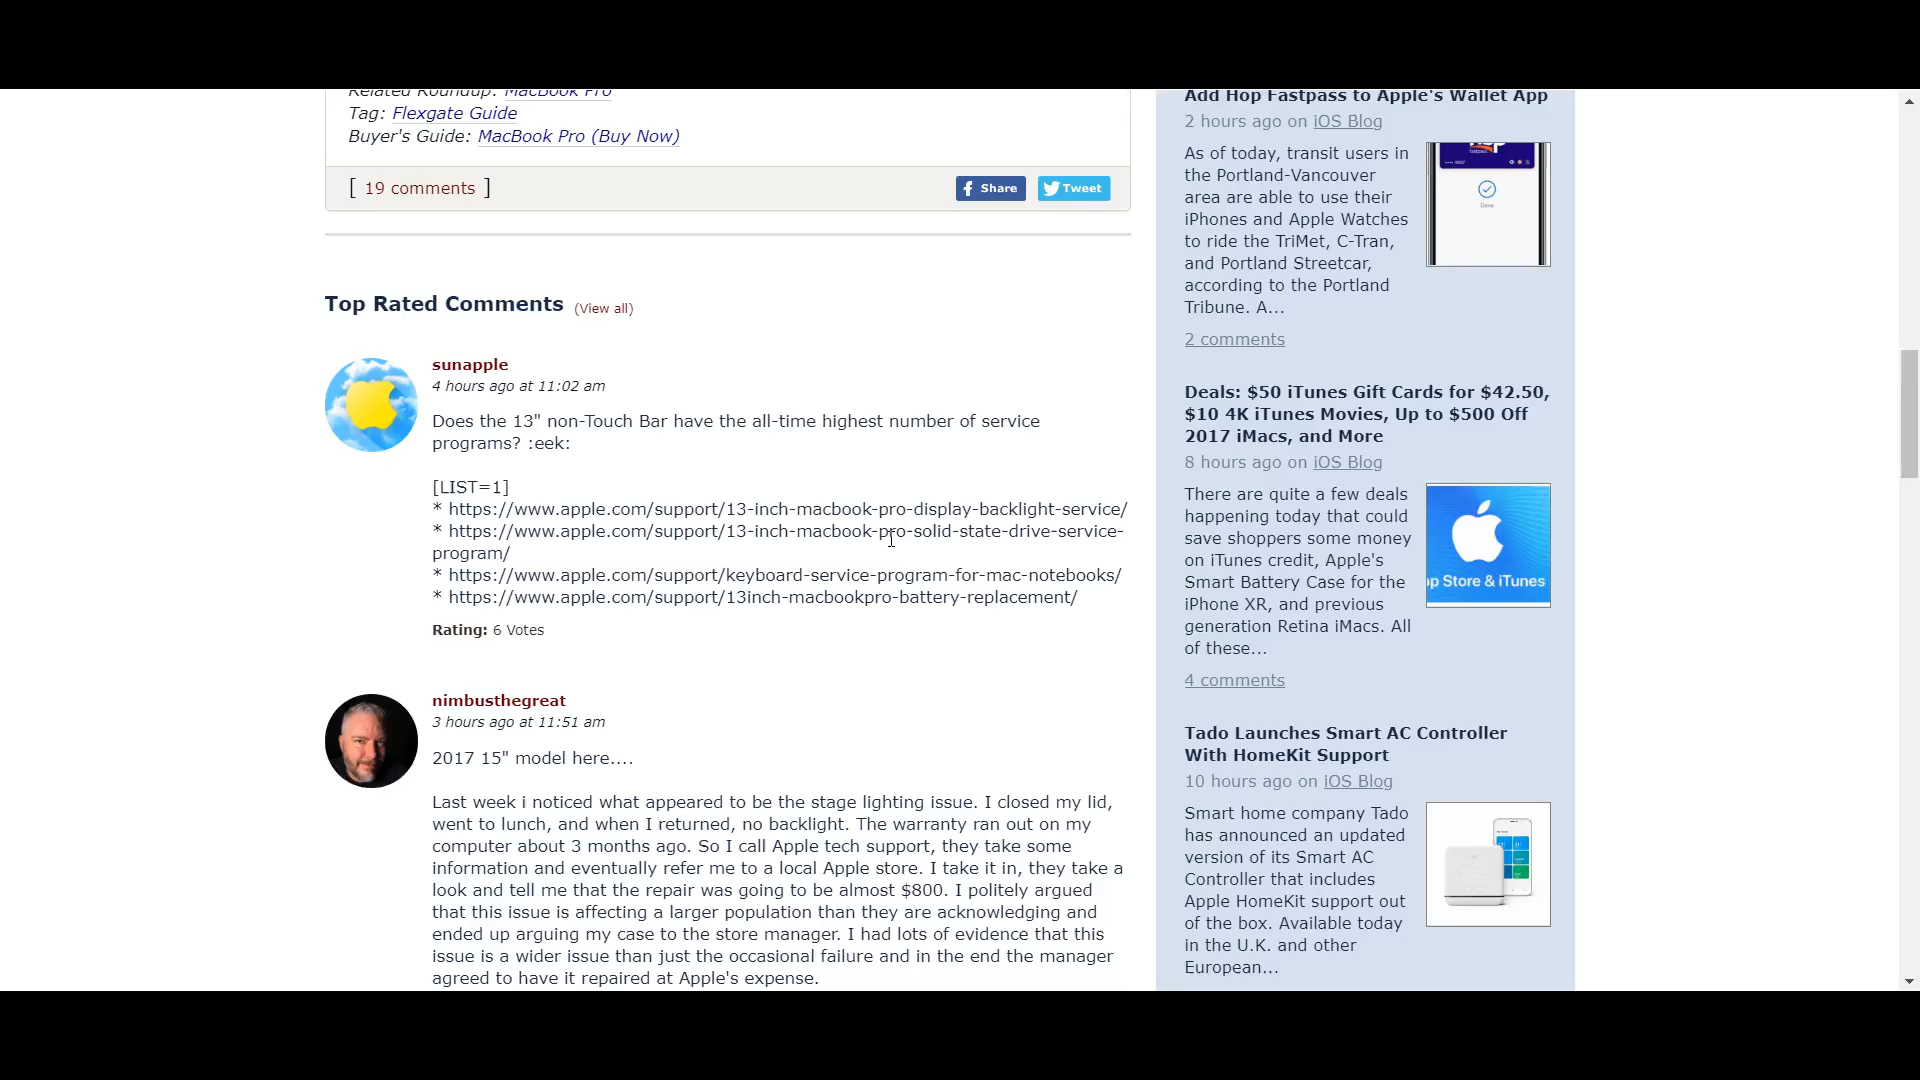 Related Roundup: MacBook Pro
Tag: Flexgate Guide
Buyer's Guide: MacBook Pro (Buy Now)
[ 19 comments ]
Share
Tweet
Top Rated Comments (View all)
sunapple
4 hours ago at 11:02 am
Does the 13" non-Touch Bar have the all-time highest number of service
programs? :eek:
[LIST=1]
* https://www.apple.com/support/13-inch-macbook-pro-display-backlight-service/
* https://www.apple.com/support/13-inch-macbook-pro-solid-state-drive-service-
program/
* https://www.apple.com/support/keyboard-service-program-for-mac-notebooks/
* https://www.apple.com/support/13inch-macbookpro-battery-replacement/
Rating: 6 Votes
nimbusthegreat
3 hours ago at 11:51 am
2017 15" model here....
Last week i noticed what appeared to be the stage lighting issue. I closed my lid,
went to lunch, and when I returned, no backlight. The warranty ran out on my
computer about 3 months ago. So I call Apple tech support, they take some
information and eventually refer me to a local Apple store. I take it in, they take a
look and tell me that the repair was going to be almost $800. I politely argued
that this issue is affecting a larger population than they are acknowledging and
ended up arguing my case to the store manager. I had lots of evidence that this
issue is a wider issue than just the occasional failure and in the end the manager
agreed to have it repaired at Apple's expense.
Add Hop Fastpass to Apple's Wallet App
2 hours ago on iOS Blog
As of today, transit users in
the Portland-Vancouver
area are able to use their
iPhones and Apple Watches
to ride the TriMet, C-Tran,
and Portland Streetcar,
according to the Portland
Tribune. A...
Done
2 comments
Deals: $50 iTunes Gift Cards for $42.50,
$10 4K iTunes Movies, Up to $500 Off
2017 iMacs, and More
8 hours ago on iOS Blog
There are quite a few deals
happening today that could
save shoppers some money
on iTunes credit, Apple's
Smart Battery Case for the
iPhone XR, and previous
generation Retina iMacs. All
of these...
p Store & iTunes
4 comments
Tado Launches Smart AC Controller
With HomeKit Support
10 hours ago on iOS Blog
Smart home company Tado
has announced an updated
version of its Smart AC
Controller that includes
Apple HomeKit support out
of the box. Available today
in the U.K. and other
European...